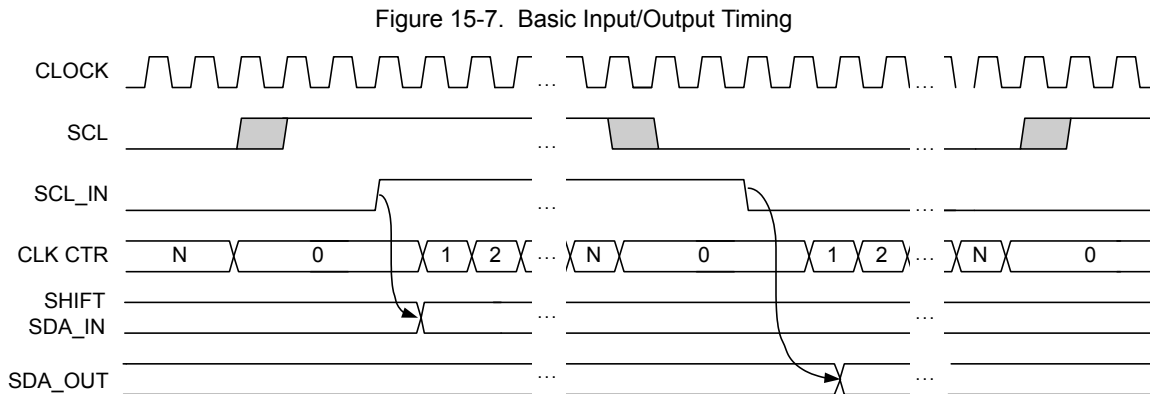 Figure 15-7. Basic Input/Output Timing
CLOCK ... ...
SCL ... ...
SCL_IN ... ...
CLK CTR N 0 1 2 ... N 0 1 2 ... N 0
SHIFT
SDA_IN ... ...
SDA_OUT ... ...